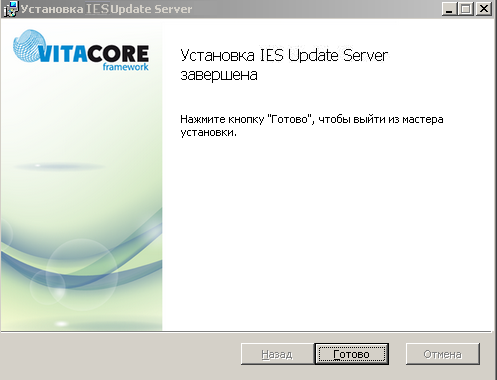 Установка IES Update Server
VITACORE
framework
Установка IES Update Server
завершена
Нажмите кнопку "Готово", чтобы выйти из мастера
установки.
Назад Готово Отмена